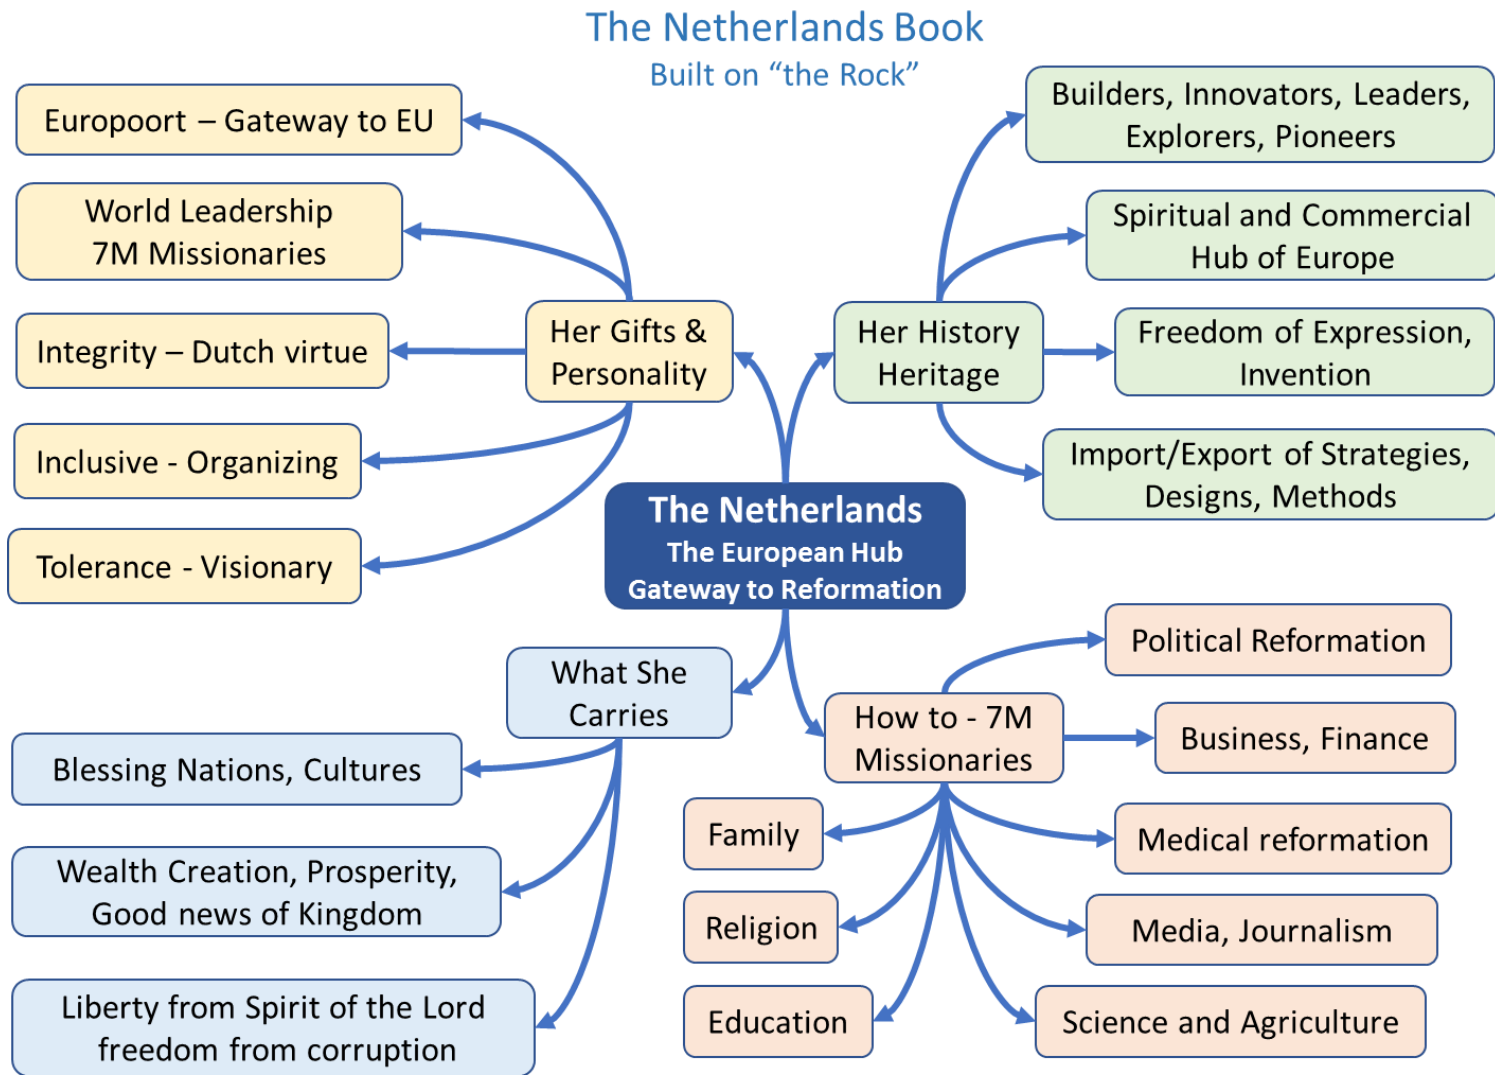 The Netherlands Book
Built on “the Rock”
Europoort – Gateway to EU
World Leadership
7M Missionaries
Integrity – Dutch virtue
Inclusive - Organizing
Tolerance - Visionary
Her Gifts &
Personality
Her History
Heritage
Builders, Innovators, Leaders,
Explorers, Pioneers
Spiritual and Commercial
Hub of Europe
Freedom of Expression,
Invention
Import/Export of Strategies,
Designs, Methods
The Netherlands
The European Hub
Gateway to Reformation
What She
Carries
Blessing Nations, Cultures
Wealth Creation, Prosperity,
Good news of Kingdom
Liberty from Spirit of the Lord
freedom from corruption
How to - 7M
Missionaries
Political Reformation
Business, Finance
Medical reformation
Media, Journalism
Science and Agriculture
Family
Religion
Education